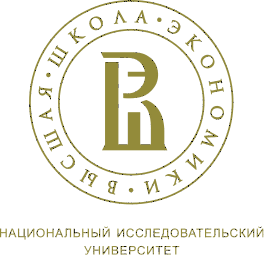 ВЫСШАЯ · ШКОЛА · ЭКОНОМИКИ ·
НАЦИОНАЛЬНЫЙ ИССЛЕДОВАТЕЛЬСКИЙ
УНИВЕРСИТЕТ